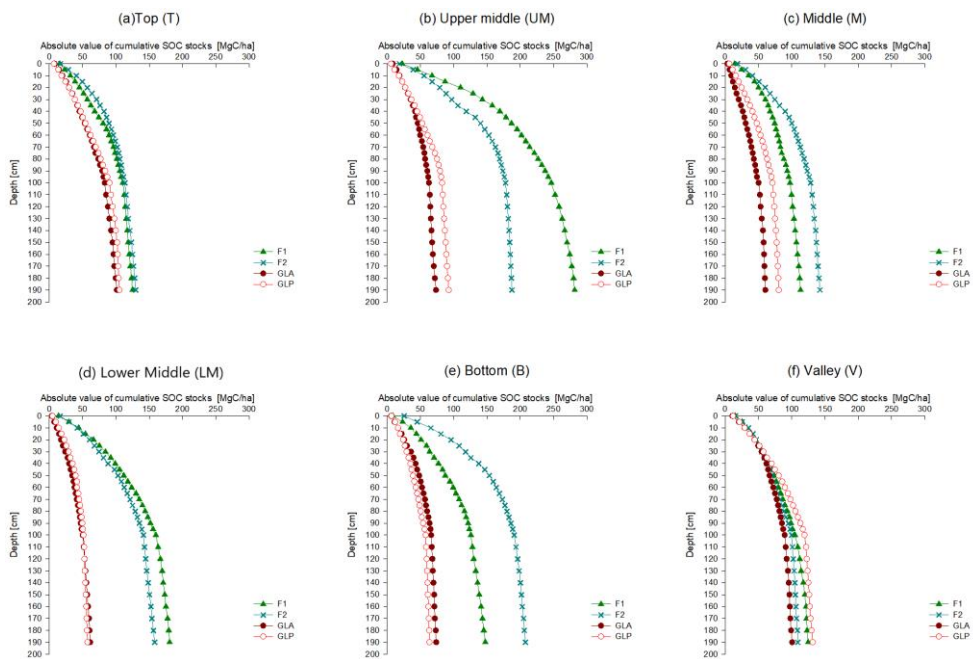 (a)Top (T)
Absolute value of cumulative SOC stocks [MgC/ha]
0 50 100 150 200 250 300
Depth [cm]
0
10
20
30
40
50
60
70
80
90
100
110
120
130
140
150
160
170
180
190
200
F1
F2
GLA
GLP
(b) Upper middle (UM)
Absolute value of cumulative SOC stocks [MgC/ha]
0 50 100 150 200 250 300
Depth [cm]
0
10
20
30
40
50
60
70
80
90
100
110
120
130
140
150
160
170
180
190
200
F1
F2
GLA
GLP
(c) Middle (M)
Absolute value of cumulative SOC stocks [MgC/ha]
0 50 100 150 200 250 300
Depth [cm]
0
10
20
30
40
50
60
70
80
90
100
110
120
130
140
150
160
170
180
190
200
F1
F2
GLA
GLP
(d) Lower Middle (LM)
Absolute value of cumulative SOC stocks [MgC/ha]
0 50 100 150 200 250 300
Depth [cm]
0
10
20
30
40
50
60
70
80
90
100
110
120
130
140
150
160
170
180
190
200
F1
F2
GLA
GLP
(e) Bottom (B)
Absolute value of cumulative SOC stocks [MgC/ha]
0 50 100 150 200 250 300
Depth [cm]
0
10
20
30
40
50
60
70
80
90
100
110
120
130
140
150
160
170
180
190
200
F1
F2
GLA
GLP
(f) Valley (V)
Absolute value of cumulative SOC stocks [MgC/ha]
0 50 100 150 200 250 300
Depth [cm]
0
10
20
30
40
50
60
70
80
90
100
110
120
130
140
150
160
170
180
190
200
F1
F2
GLA
GLP